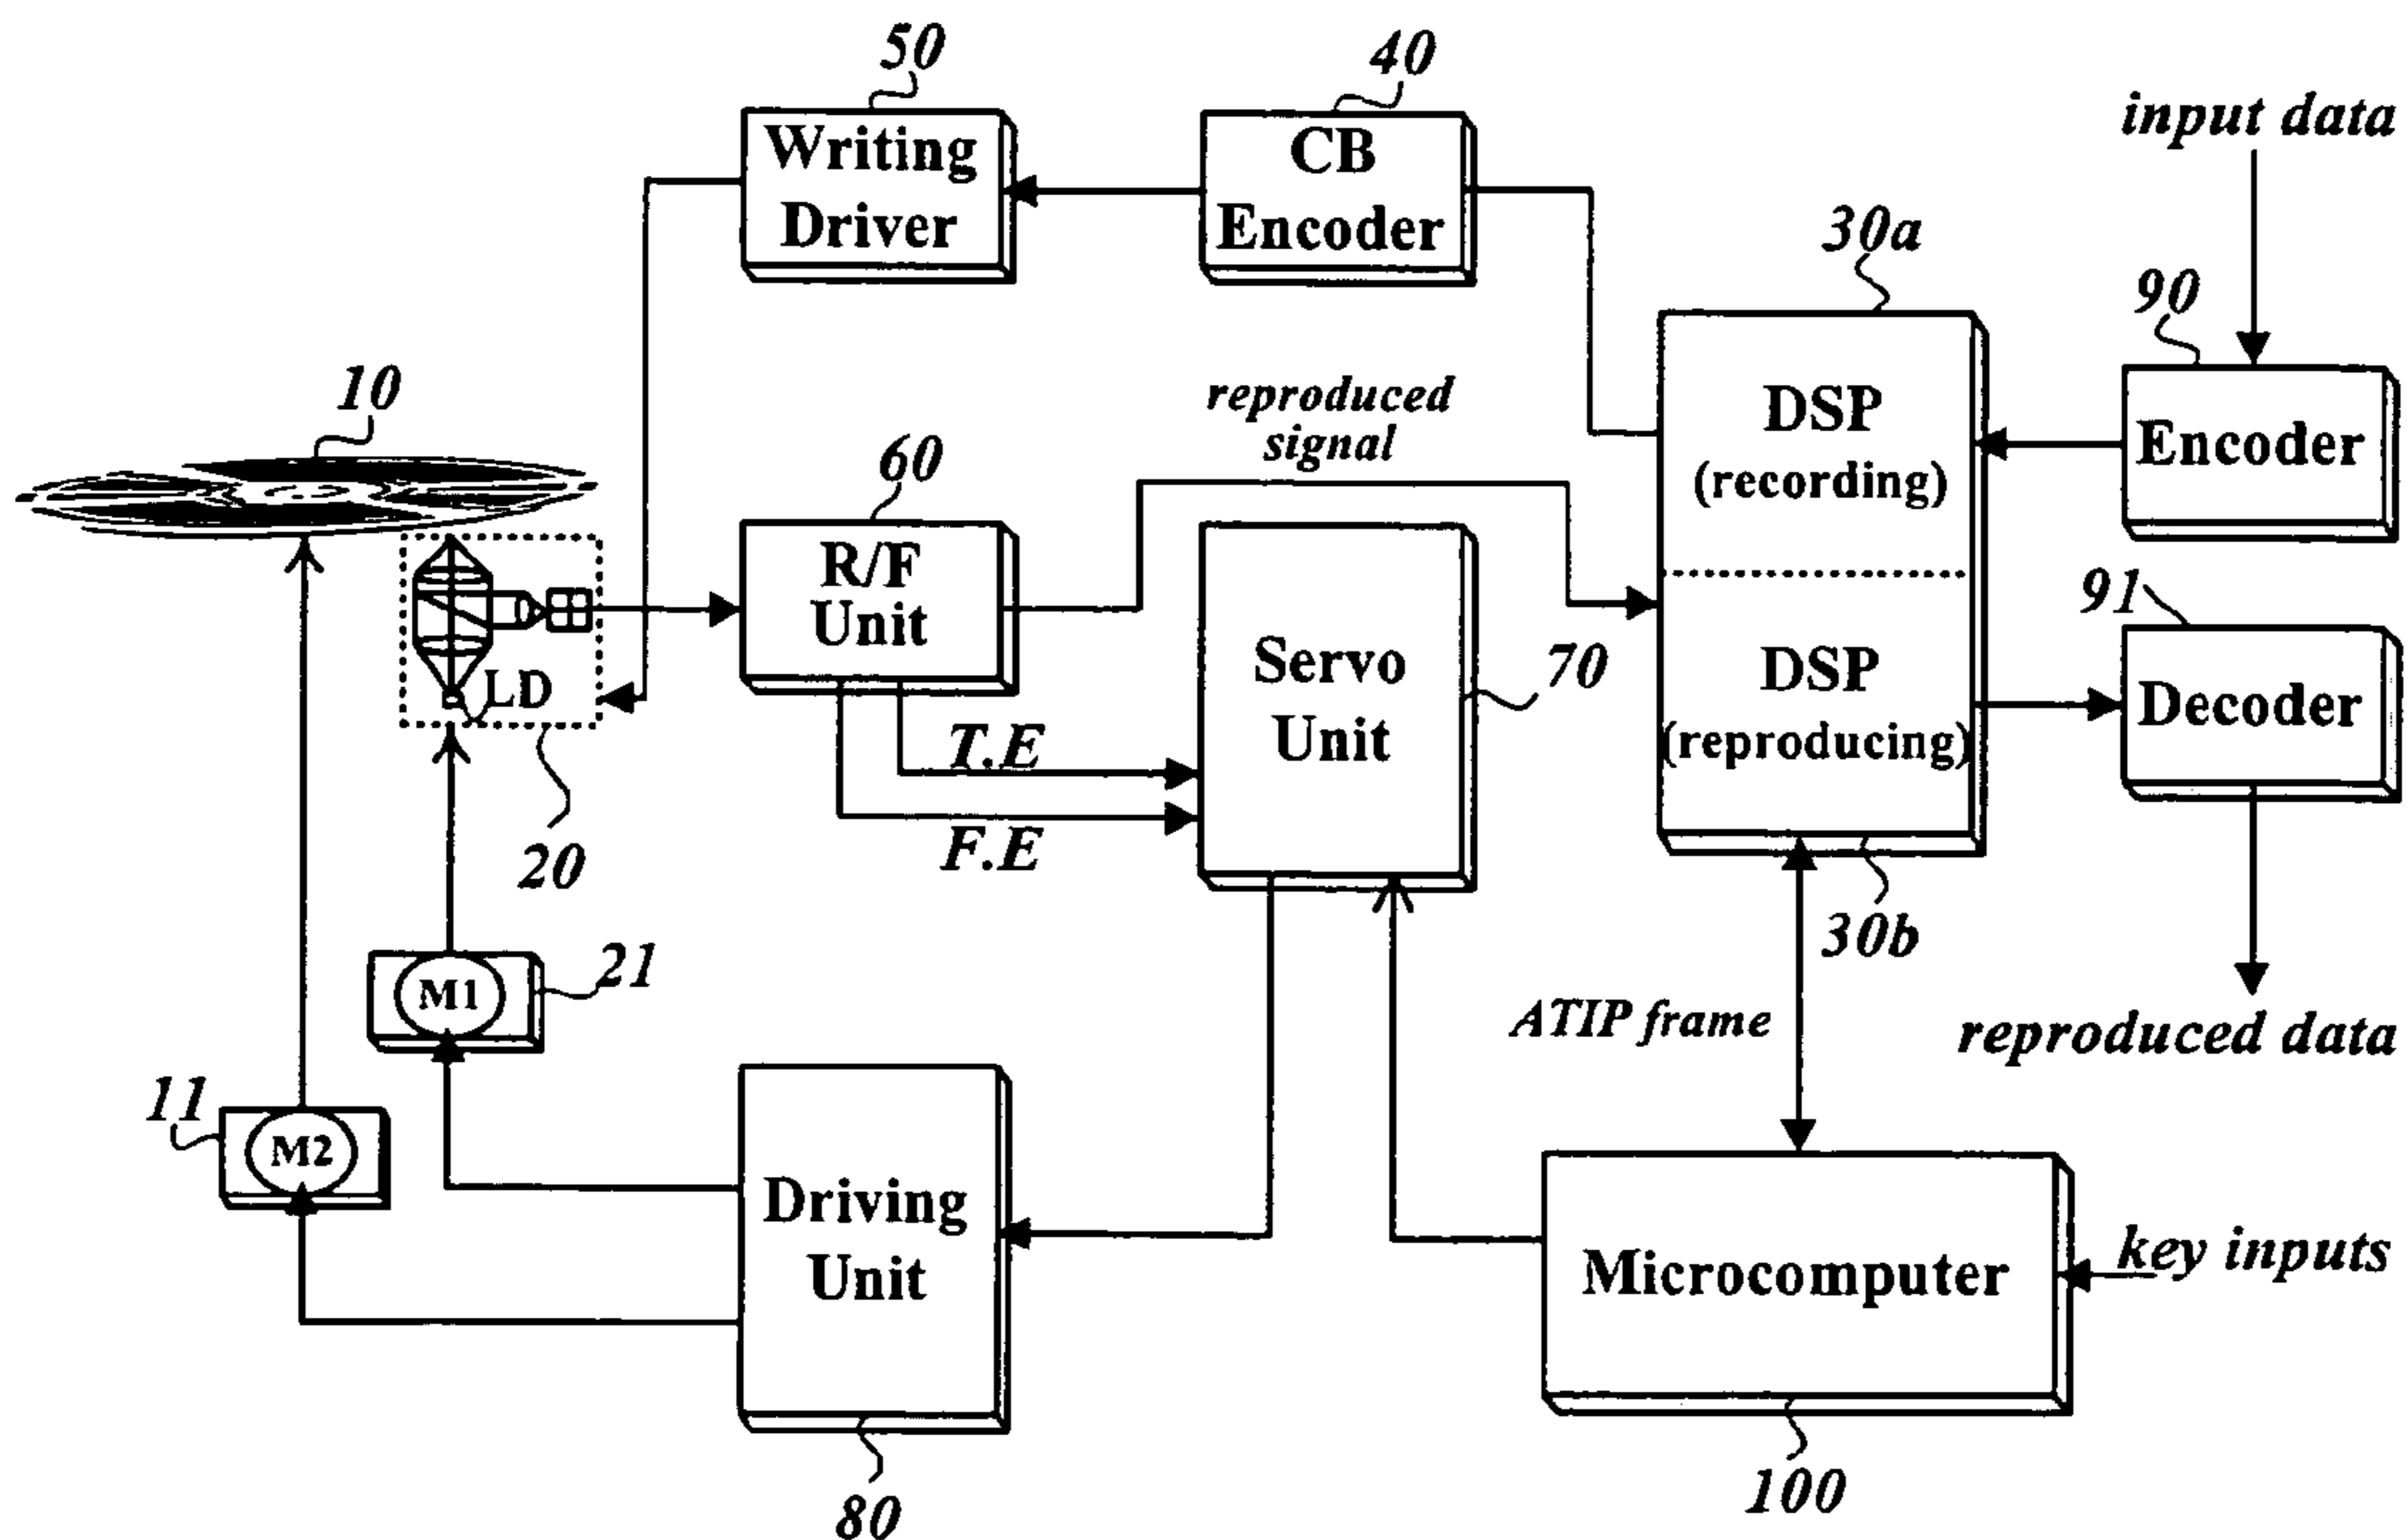 50
40
Writing
Driver
CB
Encoder
input data
30a
90
10
reproduced
signal
60
DSP
(recording)
Encoder
R/F
Unit
91
LD
Servo
Unit
70
DSP
(reproducing)
Decoder
T.E
F.E
20
30b
21
M1
ATIP frame
reproduced data
11
M2
Driving
Unit
Microcomputer
key inputs
80
100